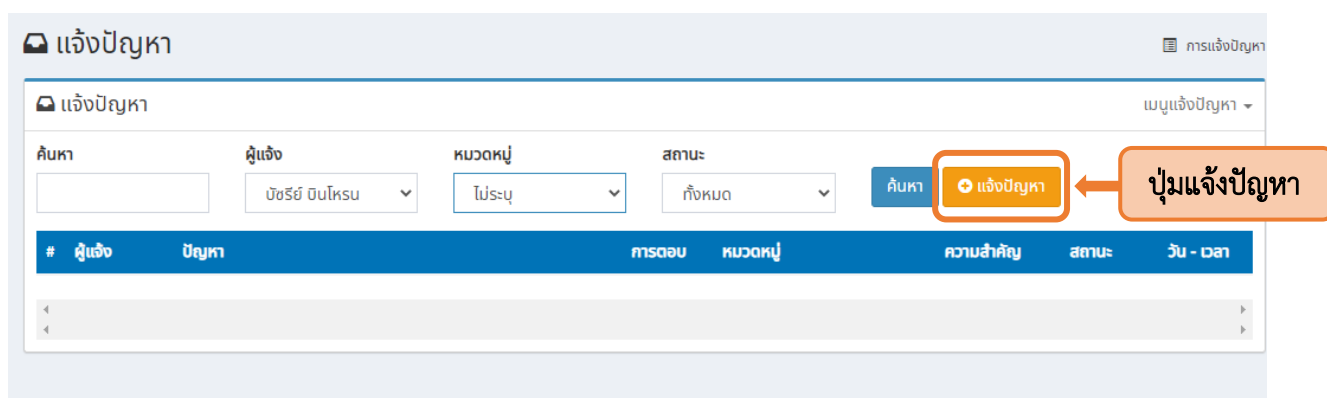 แจ้งปัญหา
การแจ้งปัญหา
แจ้งปัญหา
เมนูแจ้งปัญหา
ค้นหา ผู้แจ้ง หมวดหมู่ สถานะ
บัซรีย์ บินโหรน ไม่ระบุ ทั้งหมด ค้นหา แจ้งปัญหา
ปุ่มแจ้งปัญหา
# ผู้แจ้ง ปัญหา การตอบ หมวดหมู่ ความสำคัญ สถานะ วัน - เวลา